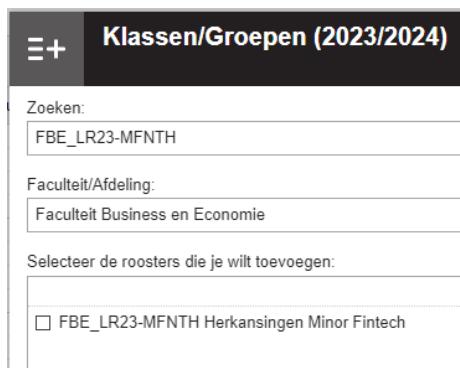 Klassen/Groepen (2023/2024)
Zoeken:
FBE_LR23-MFNTH
Faculteit/Afdeling:
Faculteit Business en Economie
Selecteer de roosters die je wilt toevoegen:
FBE_LR23-MFNTH Herkansingen Minor Fintech